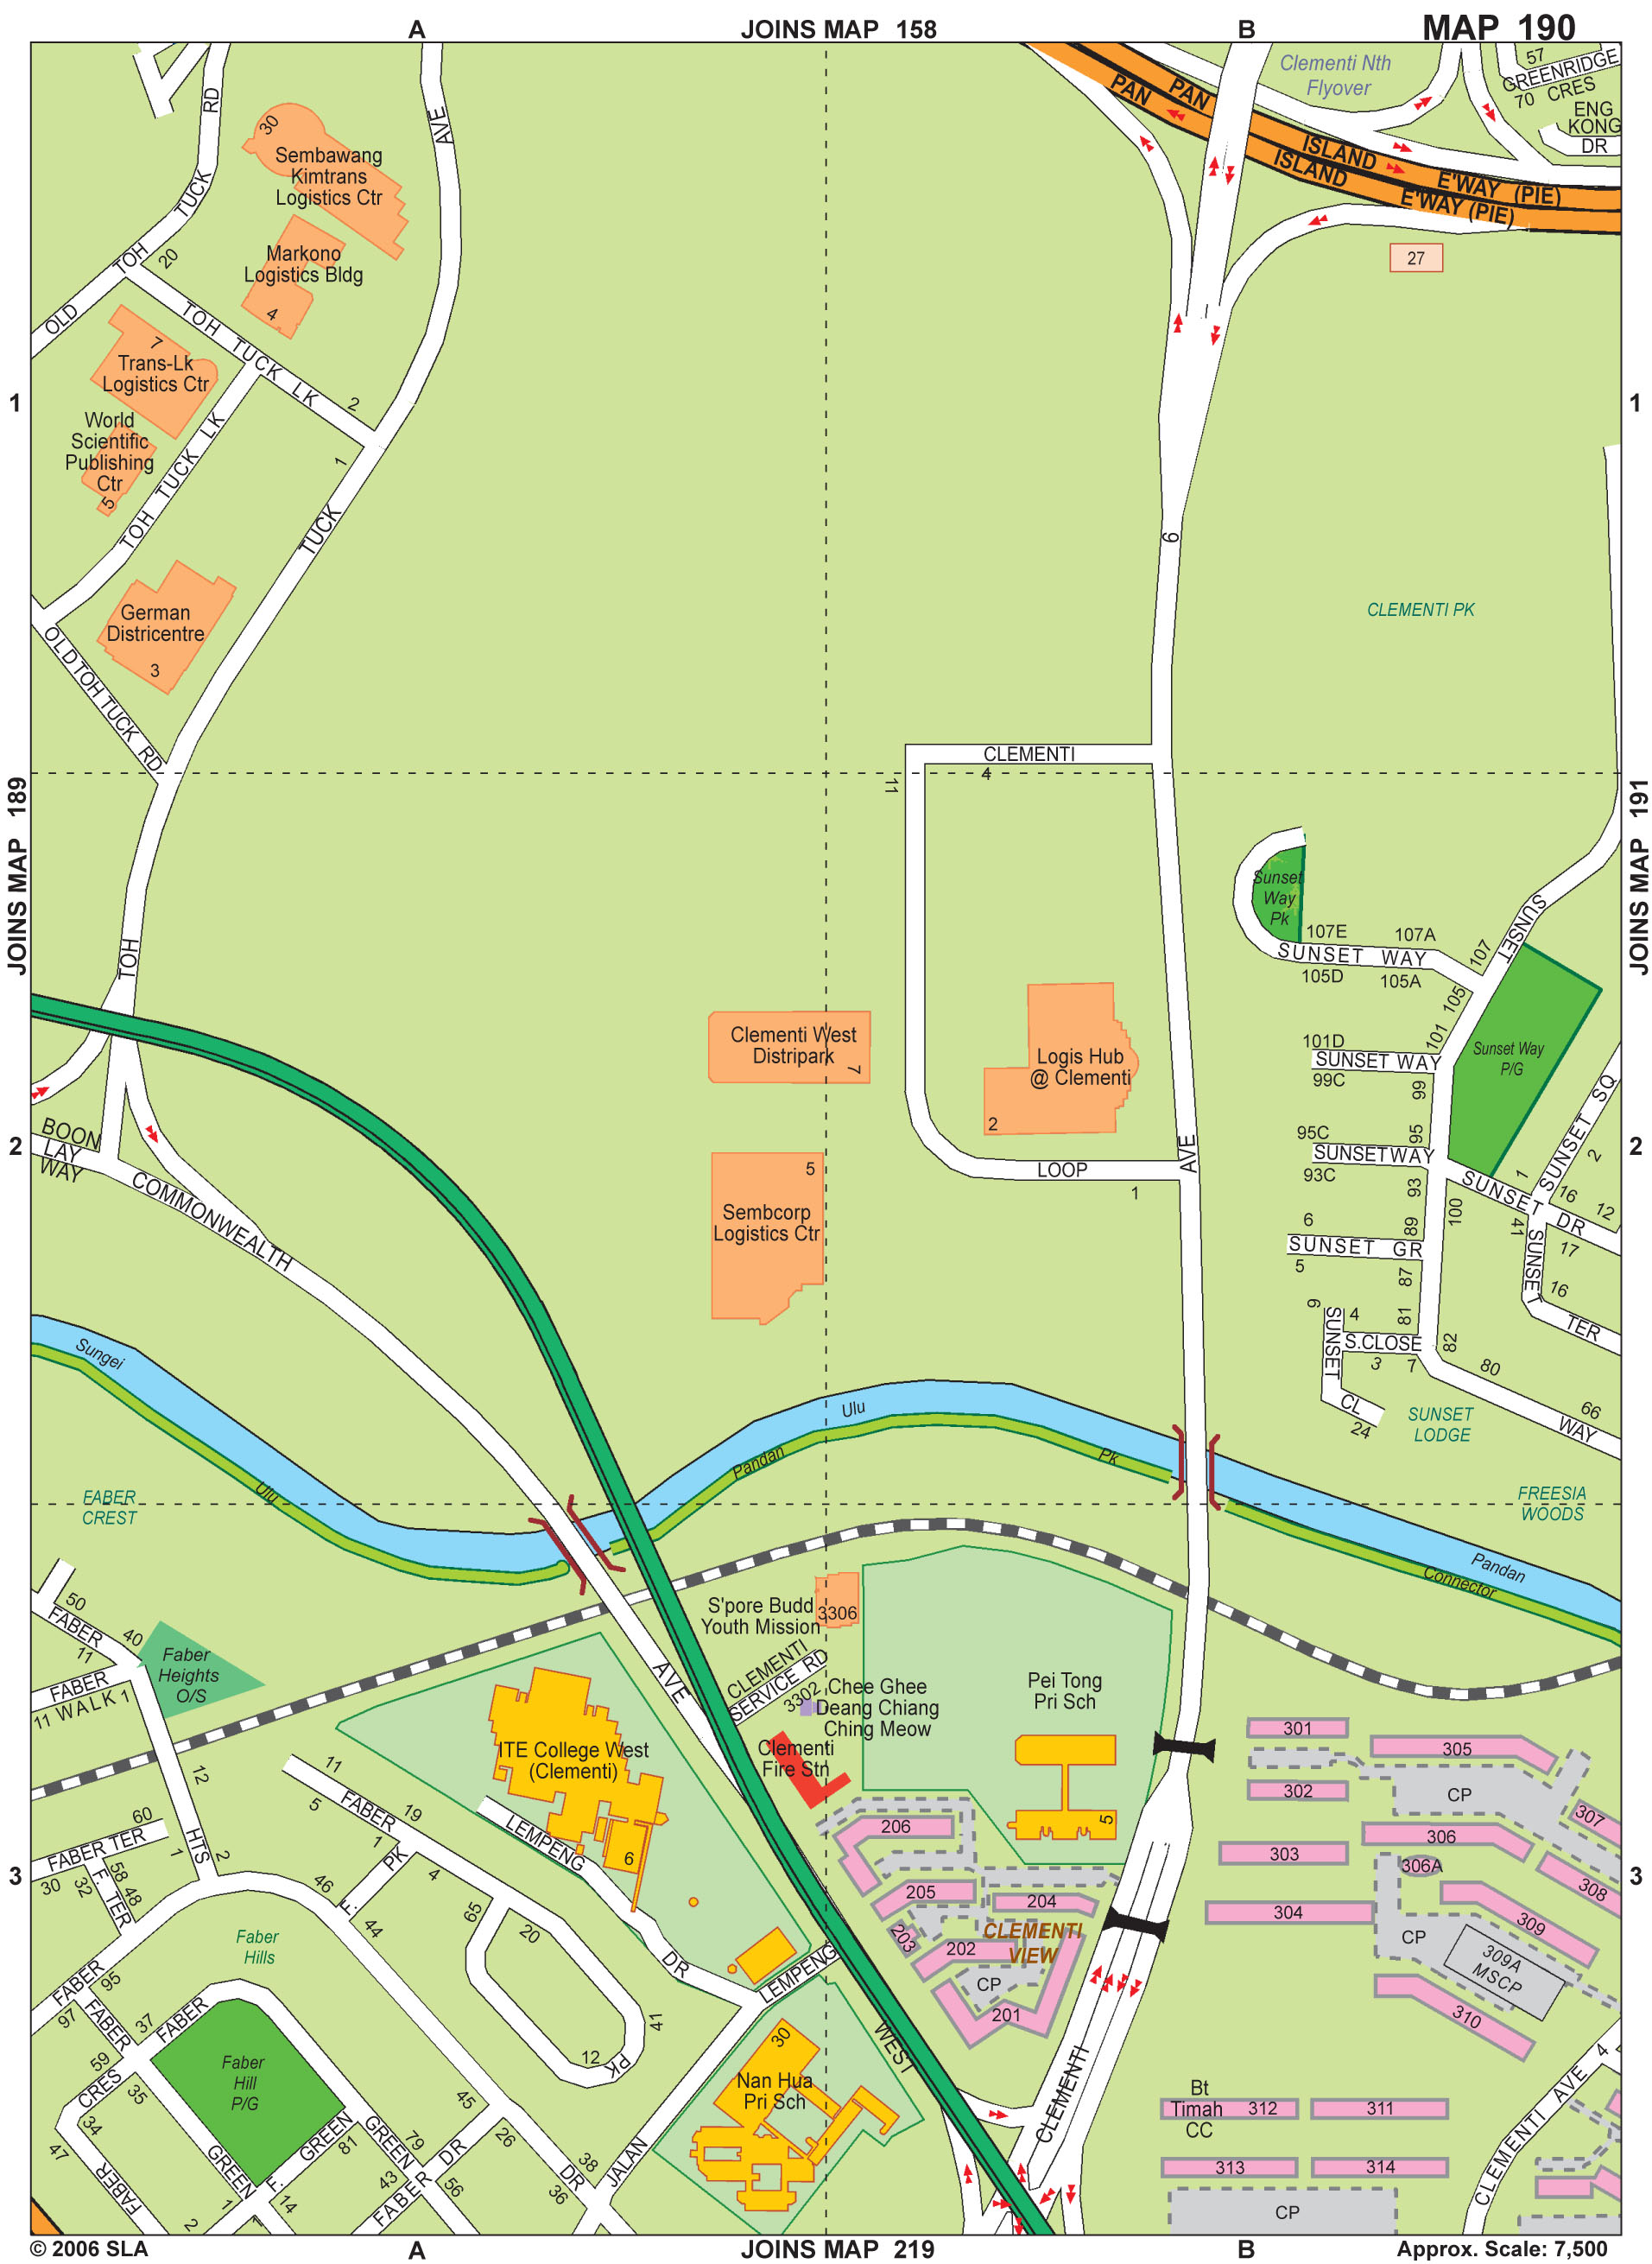 A
JOINS MAP 158
B
MAP 190
Clementi Nth
Flyover
57
GREENRIDGE
70 CRES
ENG
KONG
DR
PAN
PAN
ISLAND
ISLAND
E'WAY (PIE)
E'WAY (PIE)
27
RD
TUCK
TOH
OLD
20
AVE
30
Sembawang
Kimtrans
Logistics Ctr
Markono
Logistics Bldg
4
TOH TUCK LK
2
7
Trans-Lk
Logistics Ctr
1
1
World
Scientific
Publishing
Ctr
5
TOH TUCK LK
1
TUCK
6
German
Districentre
3
CLEMENTI PK
OLD TOH TUCK RD
CLEMENTI
4
11
JOINS MAP 189
JOINS MAP 191
Sunset
Way
Pk
107E
107A
SUNSET WAY
105D
105A
107
SUNSET
105
101
TOH
Clementi West
Distripark
7
Logis Hub
@ Clementi
2
101D
SUNSET WAY
99C
99
Sunset Way
P/G
SUNSET SQ
2
2
2
BOON
LAY
WAY
COMMONWEALTH
95C
95
SUNSET WAY
93C
93
AVE
LOOP
1
5
Sembcorp
Logistics Ctr
1
16
12
SUNSET DR
100
41
17
6
89
SUNSET GR
5
87
SUNSET
16
TER
9
4
81
SUNSET
S.CLOSE
3
7
82
80
CL
24
66
WAY
SUNSET
LODGE
Sungei
Ulu
Ulu
Pandan
Pk
FABER
CREST
FREESIA
WOODS
Pandan
Connector
50
FABER
11
40
FABER
11 WALK 1
Faber
Heights
O/S
S'pore Budd
Youth Mission
3306
CLEMENTI
SERVICE RD
3302
Chee Ghee
Deang Chiang
Ching Meow
AVE
Pei Tong
Pri Sch
5
ITE College West
(Clementi)
6
Clementi
Fire Stn
301
305
302
CP
307
12
11
5
FABER
19
1
PK
4
LEMPENG
60
FABER TER
1
30
32
58
48
F. TER
HTS
2
206
303
306
306A
308
3
3
46
F.
44
65
20
205
204
304
309
203
202
CLEMENTI
VIEW
CP
CP
309A
MSCP
Faber
Hills
FABER
95
DR
LEMPENG
201
310
97
FABER
37
FABER
41
12
PK
59
CRES
35
34
47
FABER
Faber
Hill
P/G
30
Nan Hua
Pri Sch
WEST
CLEMENTI
Bt
Timah
CC
312
311
CLEMENTI AVE 4
GREEN
1
2
F. GREEN
14
1
81
GREEN
79
43
FABER DR
45
26
56
DR
38
36
JALAN
313
314
CP
© 2006 SLA
A
JOINS MAP 219
B
Approx. Scale: 7,500